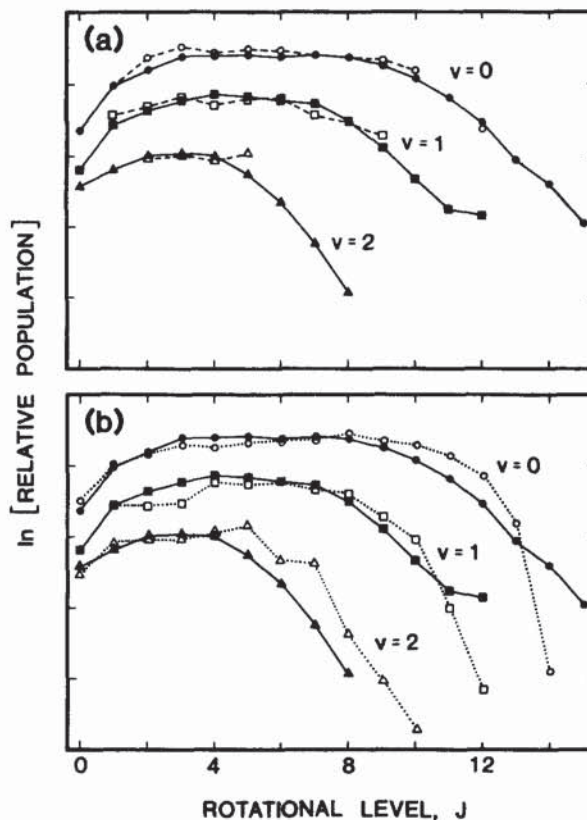 (a)
v=0
v=1
v=2
(b)
v=0
v=1
v=2
ln [RELATIVE POPULATION]
0 4 8 12
ROTATIONAL LEVEL, J